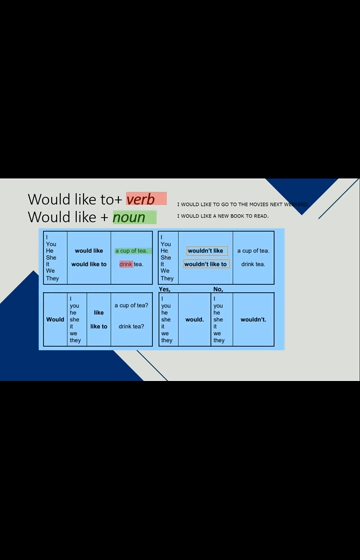 Would like to+ verb
Would like + noun
I WOULD LIKE TO GO TO THE MOVIES NEXT
I WOULD LIKE A NEW BOOK TO READ.
I
You
He
She
It
We
They
would like
would like to
a cup of tea.
drink tea.
I
You
He
She
It
We
They
wouldn't like
wouldn't like to
a cup of tea.
drink tea.
Would
I
you
he
she
it
we
they
like
like to
a cup of tea?
drink tea?
Yes,
I
you
he
she
it
we
they
would.
No,
I
you
he
she
it
we
they
wouldn't.